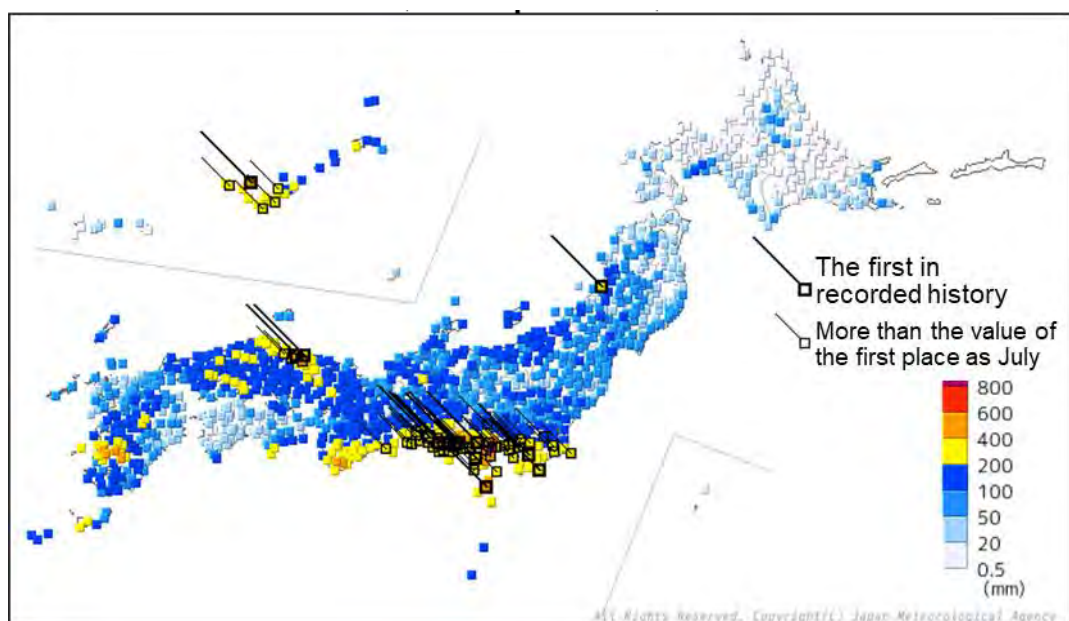 The first in
recorded history
More than the value of
the first place as July
800
600
400
200
100
50
20
0.5
(mm)
All Rights Reserved, Copyright(c) Japan Meteorological Agency